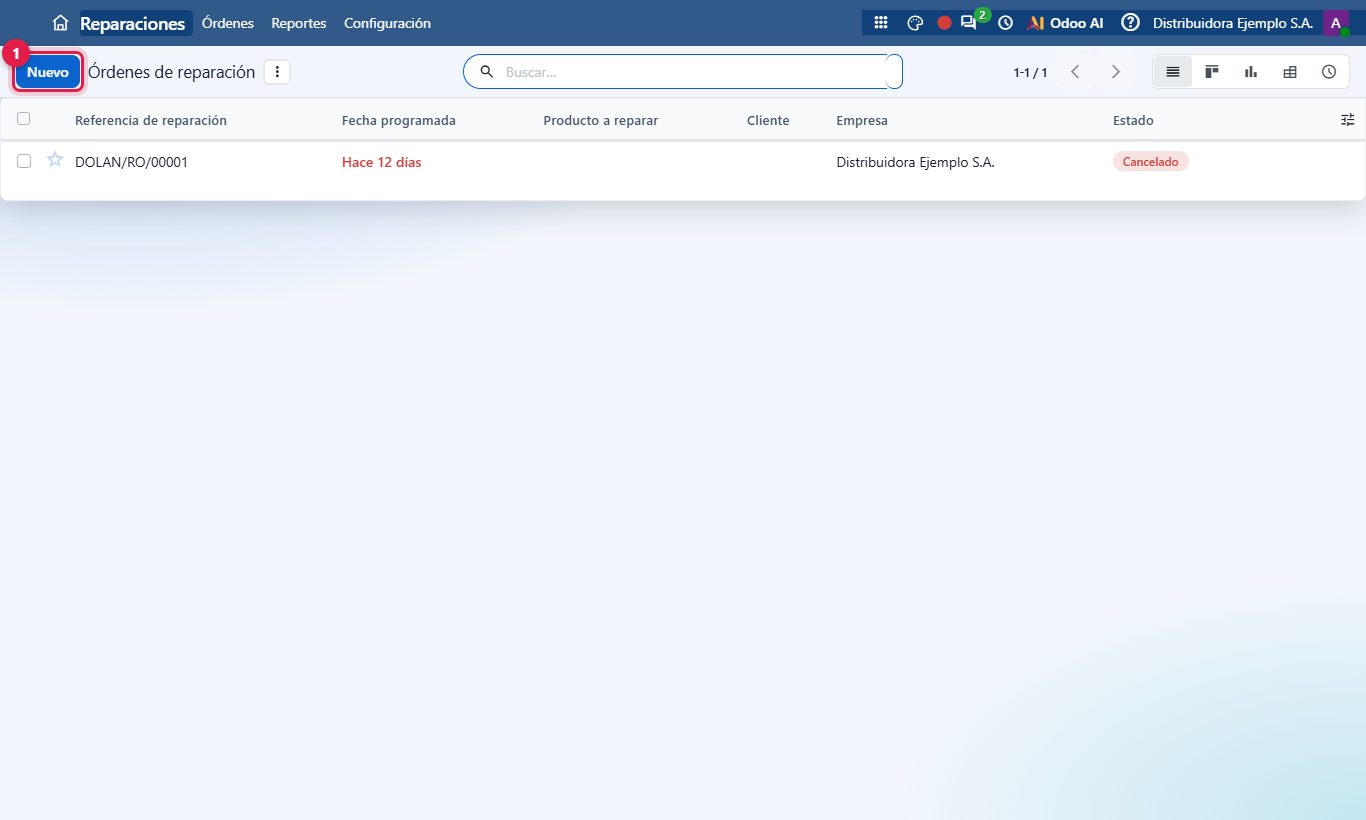 Reparaciones Órdenes Reportes Configuración 2 Odoo AI Distribuidora Ejemplo S.A. A
1
Nuevo Órdenes de reparación Buscar... 1-1 / 1
Referencia de reparación Fecha programada Producto a reparar Cliente Empresa Estado
DOLAN/RO/00001 Hace 12 días Distribuidora Ejemplo S.A. Cancelado